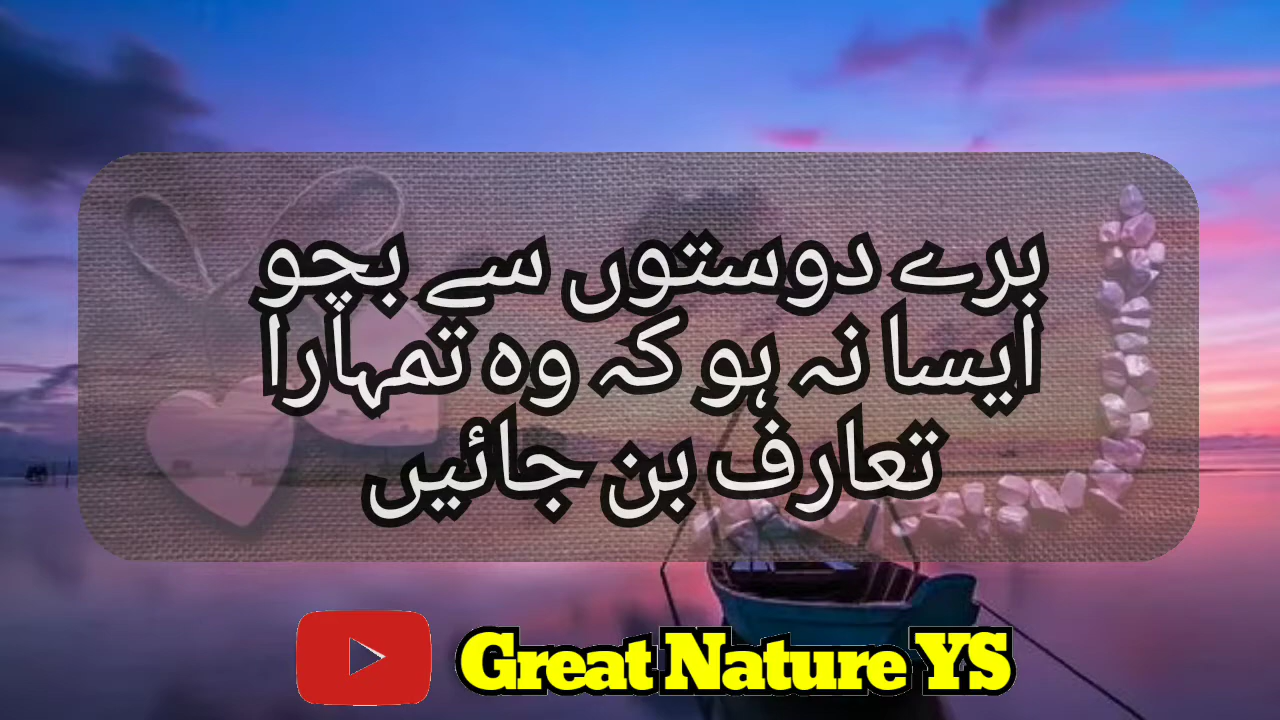 برے دوستوں سے بچو
ایسا نہ ہو کہ وہ تمہارا
تعارف بن جائیں
Great Nature YS